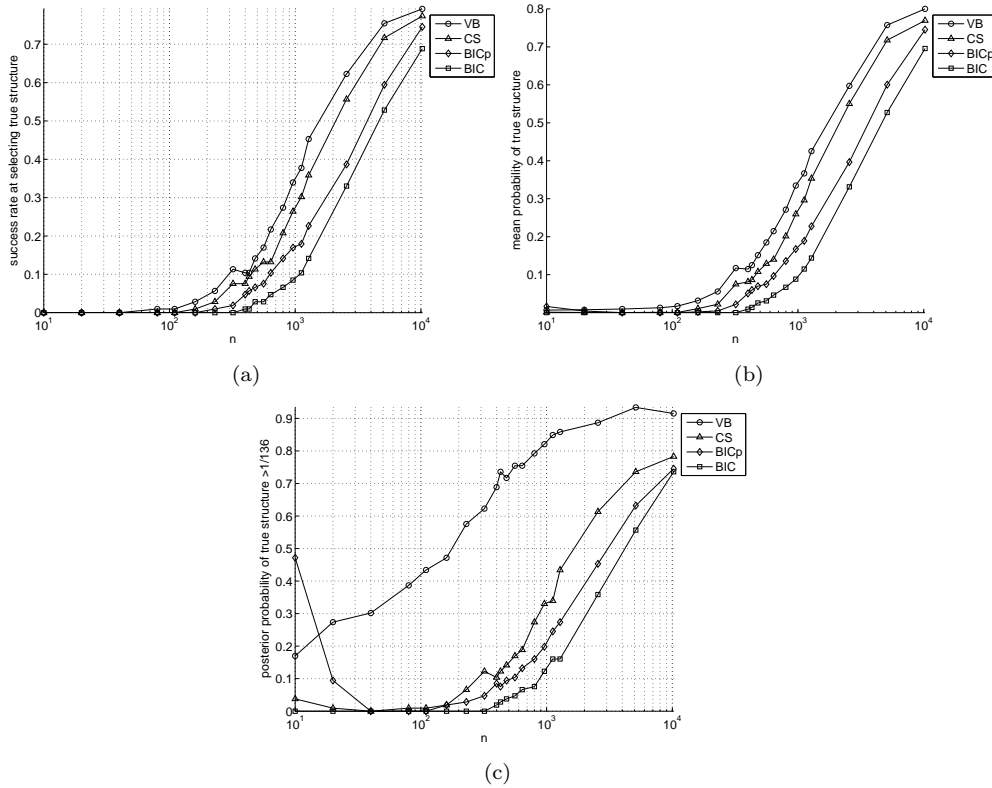 success rate at selecting true structure
0.7
0.6
0.5
0.4
0.3
0.2
0.1
0
10^1
10^2
10^3
10^4
n
VB
CS
BICp
BIC
(a)
mean probability of true structure
0.8
0.7
0.6
0.5
0.4
0.3
0.2
0.1
0
10^1
10^2
10^3
10^4
n
VB
CS
BICp
BIC
(b)
posterior probability of true structure >1/136
0.9
0.8
0.7
0.6
0.5
0.4
0.3
0.2
0.1
0
10^1
10^2
10^3
10^4
n
VB
CS
BICp
BIC
(c)